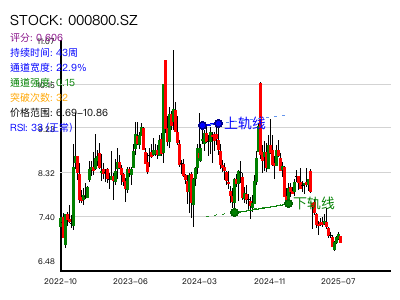 STOCK: 000800.SZ
评分: 0.606
持续时间: 43周
通道宽度: 22.9%
通道强度: 0.15
突破次数: 32
价格范围: 6.69-10.86
RSI: 33 (正常)
上轨线
下轨线
8.32
7.40
6.48
2022-10
2023-06
2024-03
2024-11
2025-07